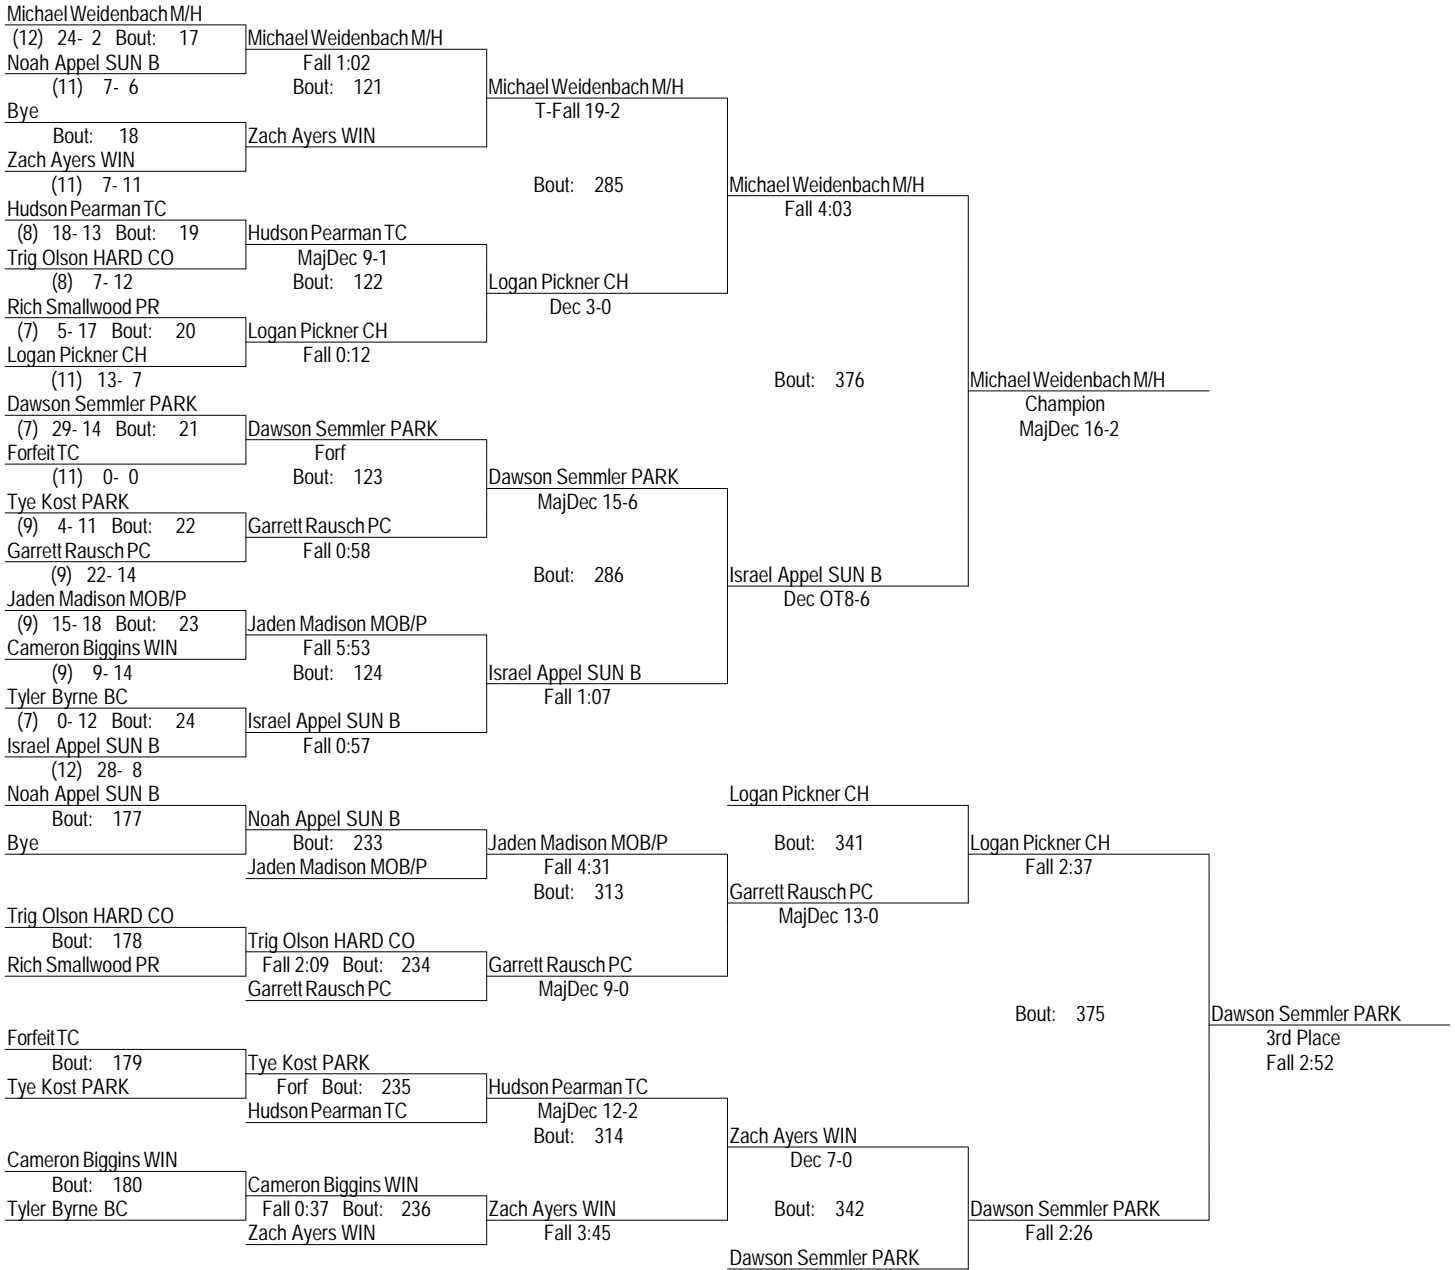 Michael Weidenbach M/H
(12) 24- 2 Bout: 17
Noah Appel SUN B
(11) 7- 6
Bye
Bout: 18
Zach Ayers WIN
(11) 7- 11
Hudson Pearman TC
(8) 18- 13 Bout: 19
Trig Olson HARD CO
(8) 7- 12
Rich Smallwood PR
(7) 5- 17 Bout: 20
Logan Pickner CH
(11) 13- 7
Dawson Semmler PARK
(7) 29- 14 Bout: 21
Forfeit TC
(11) 0- 0
Tye Kost PARK
(9) 4- 11 Bout: 22
Garrett Rausch PC
(9) 22- 14
Jaden Madison MOB/P
(9) 15- 18 Bout: 23
Cameron Biggins WIN
(9) 9- 14
Tyler Byrne BC
(7) 0- 12 Bout: 24
Israel Appel SUN B
(12) 28- 8
Michael Weidenbach M/H
Fall 1:02
Bout: 121
Zach Ayers WIN
Hudson Pearman TC
MajDec 9-1
Bout: 122
Logan Pickner CH
Fall 0:12
Dawson Semmler PARK
Forf
Bout: 123
Garrett Rausch PC
Fall 0:58
Jaden Madison MOB/P
Fall 5:53
Bout: 124
Israel Appel SUN B
Fall 0:57
Michael Weidenbach M/H
T-Fall 19-2
Bout: 285
Logan Pickner CH
Dec 3-0
Dawson Semmler PARK
MajDec 15-6
Bout: 286
Israel Appel SUN B
Fall 1:07
Michael Weidenbach M/H
Fall 4:03
Bout: 376
Israel Appel SUN B
Dec OT8-6
Michael Weidenbach M/H
Champion
MajDec 16-2
Noah Appel SUN B
Bout: 177
Bye
Trig Olson HARD CO
Bout: 178
Rich Smallwood PR
Forfeit TC
Bout: 179
Tye Kost PARK
Cameron Biggins WIN
Bout: 180
Tyler Byrne BC
Noah Appel SUN B
Bout: 233
Jaden Madison MOB/P
Trig Olson HARD CO
Fall 2:09 Bout: 234
Garrett Rausch PC
Tye Kost PARK
Forf Bout: 235
Hudson Pearman TC
Cameron Biggins WIN
Fall 0:37 Bout: 236
Zach Ayers WIN
Jaden Madison MOB/P
Fall 4:31
Bout: 313
Garrett Rausch PC
MajDec 9-0
Hudson Pearman TC
MajDec 12-2
Bout: 314
Zach Ayers WIN
Fall 3:45
Logan Pickner CH
Bout: 341
Garrett Rausch PC
MajDec 13-0
Zach Ayers WIN
Dec 7-0
Bout: 342
Dawson Semmler PARK
Logan Pickner CH
Fall 2:37
Bout: 375
Dawson Semmler PARK
Fall 2:26
Dawson Semmler PARK
3rd Place
Fall 2:52